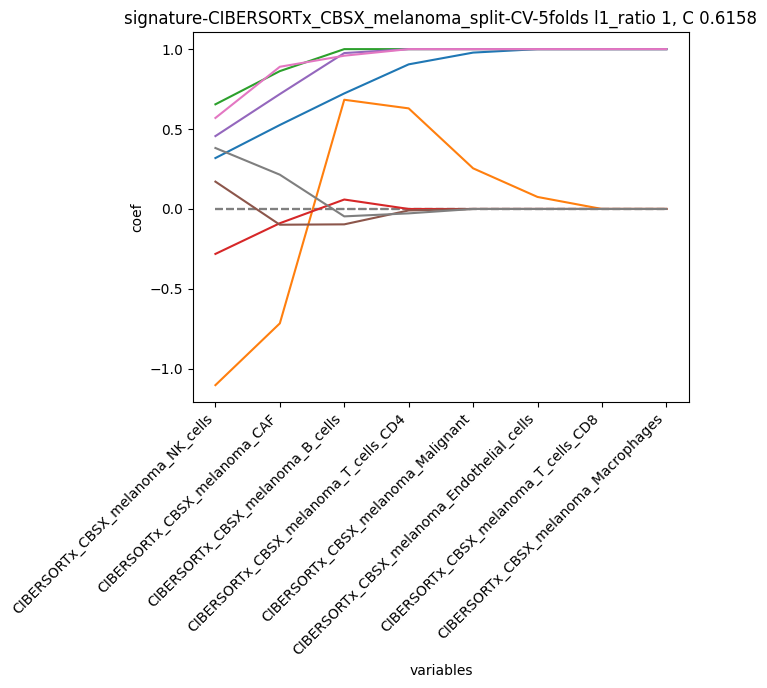 signature-CIBERSORTx_CBSX_melanoma_split-CV-5folds l1_ratio 1, C 0.6158
1.0
0.5
0.0
−0.5
−1.0
coef
CIBERSORTx_CBSX_melanoma_NK_cells
CIBERSORTx_CBSX_melanoma_CAF
CIBERSORTx_CBSX_melanoma_B_cells
CIBERSORTx_CBSX_melanoma_T_cells_CD4
CIBERSORTx_CBSX_melanoma_Malignant
CIBERSORTx_CBSX_melanoma_Endothelial_cells
CIBERSORTx_CBSX_melanoma_T_cells_CD8
CIBERSORTx_CBSX_melanoma_Macrophages
variables